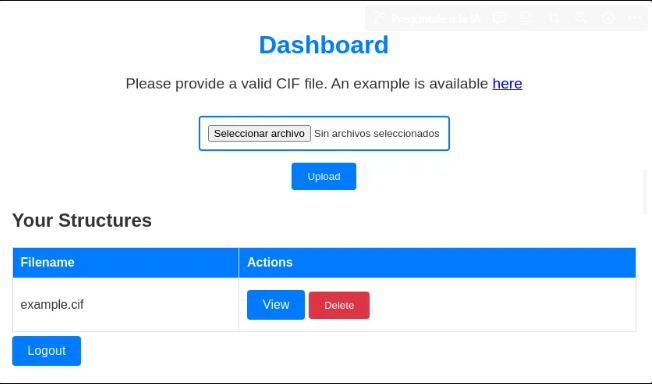 Pregúntale a la IA
Dashboard
Please provide a valid CIF file. An example is available here
Seleccionar archivo Sin archivos seleccionados
Upload
Your Structures
Filename Actions
example.cif View Delete
Logout